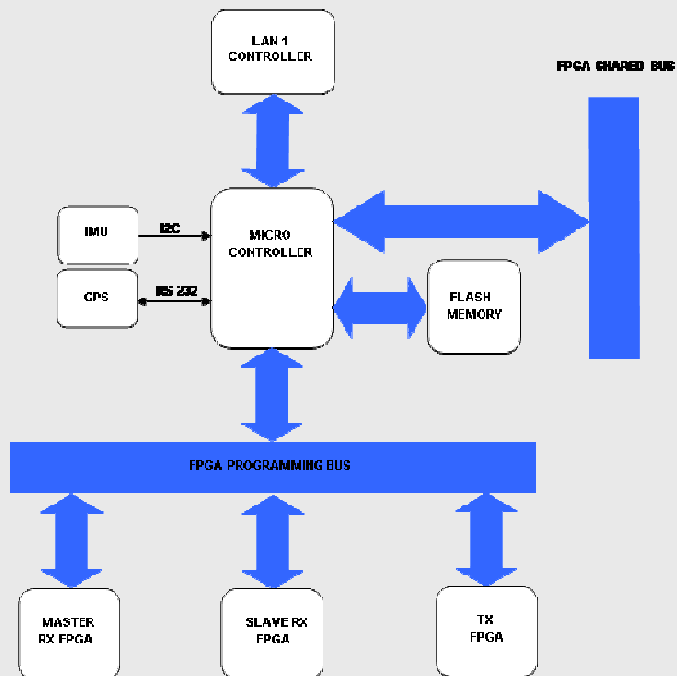 LAN 1
CONTROLLER
FPGA SHARED BUS
IMU
I2C
MICRO
CONTROLLER
GPS
RS 232
FLASH
MEMORY
FPGA PROGRAMMING BUS
MASTER
RX FPGA
SLAVE RX
FPGA
TX
FPGA